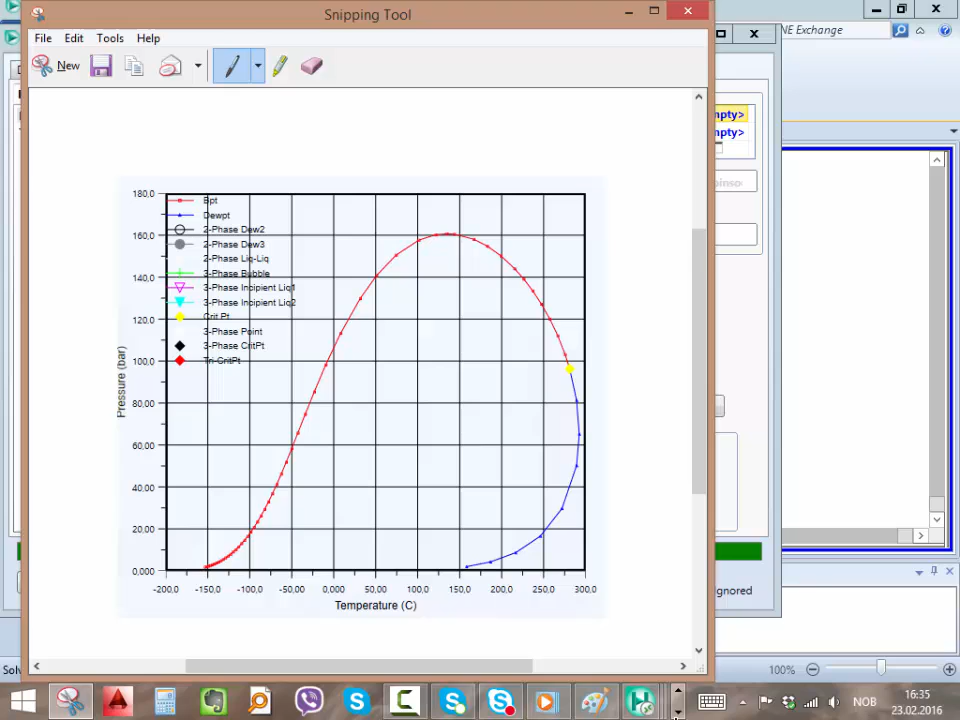 Snipping Tool
NE Exchange
File Edit Tools Help
New
mpty>
mpty>
binso
180,0
160,0
140,0
120,0
100,0
80,00
60,00
40,00
20,00
0,000
Pressure (bar)
Bpt
Dewpt
2-Phase Dew2
2-Phase Dew3
2-Phase Liq-Liq
3-Phase Bubble
3-Phase Incipient Liq1
3-Phase Incipient Liq2
Crit Pt
3-Phase Point
3-Phase CritPt
Tri-CritPt
-200,0 -150,0 -100,0 -50,00 0,000 50,00 100,0 150,0 200,0 250,0 300,0
Temperature (C)
gnored
Solv
100%
NOB
16:35
23.02.2016